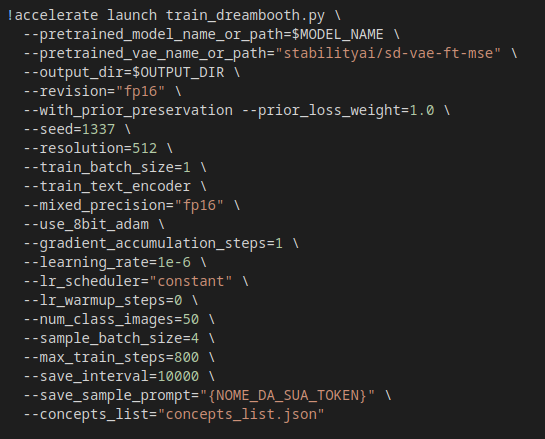 !accelerate launch train_dreambooth.py \
--pretrained_model_name_or_path=$MODEL_NAME \
--pretrained_vae_name_or_path="stabilityai/sd-vae-ft-mse" \
--output_dir=$OUTPUT_DIR \
--revision="fp16" \
--with_prior_preservation --prior_loss_weight=1.0 \
--seed=1337 \
--resolution=512 \
--train_batch_size=1 \
--train_text_encoder \
--mixed_precision="fp16" \
--use_8bit_adam \
--gradient_accumulation_steps=1 \
--learning_rate=1e-6 \
--lr_scheduler="constant" \
--lr_warmup_steps=0 \
--num_class_images=50 \
--sample_batch_size=4 \
--max_train_steps=800 \
--save_interval=10000 \
--save_sample_prompt="{NOME_DA_SUA_TOKEN}" \
--concepts_list="concepts_list.json"